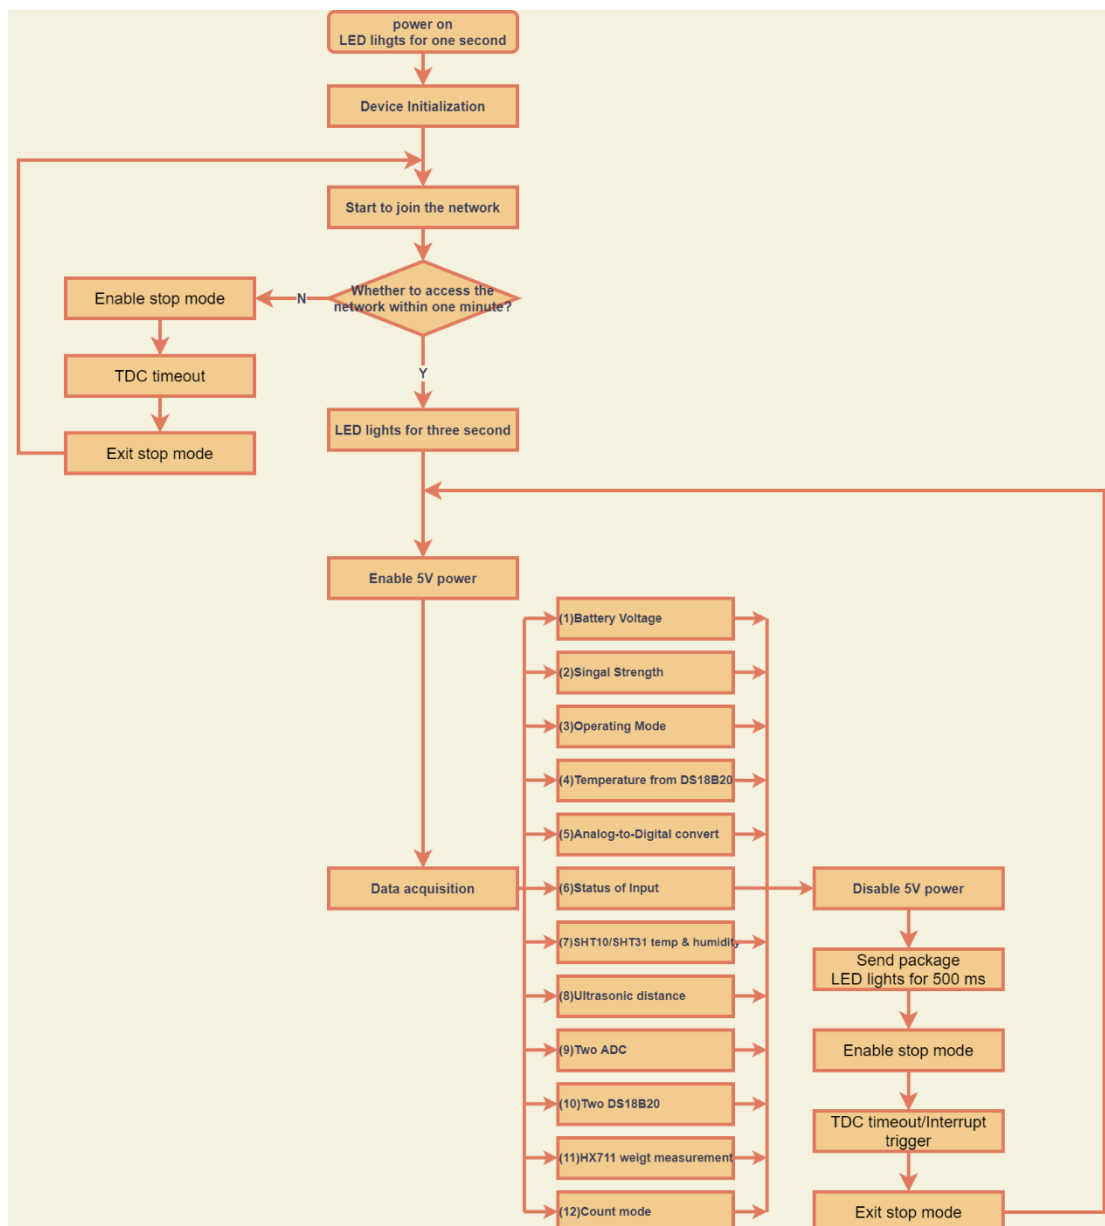 power on
LED lihgts for one second
Device Initialization
Start to join the network
Whether to access the
network within one minute?
N
Enable stop mode
TDC timeout
Exit stop mode
Y
LED lights for three second
Enable 5V power
Data acquisition
(1)Battery Voltage
(2)Singal Strength
(3)Operating Mode
(4)Temperature from DS18B20
(5)Analog-to-Digital convert
(6)Status of Input
(7)SHT10/SHT31 temp & humidity
(8)Ultrasonic distance
(9)Two ADC
(10)Two DS18B20
(11)HX711 weigt measurement
(12)Count mode
Disable 5V power
Send package
LED lights for 500 ms
Enable stop mode
TDC timeout/Interrupt
trigger
Exit stop mode